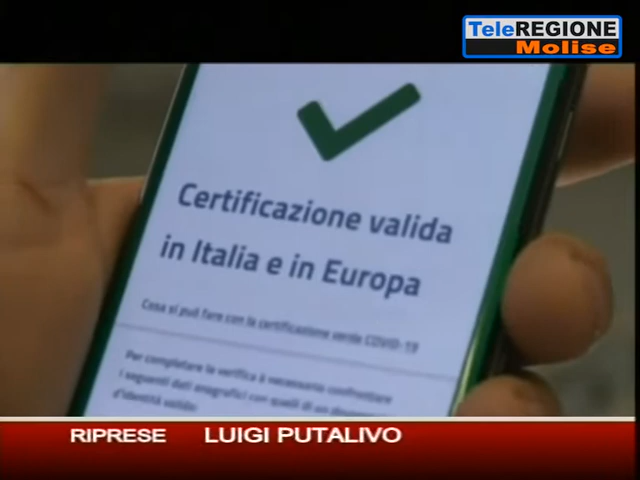 TeleREGIONE
Molise
Certificazione valida
in Italia e in Europa
Cosa si può fare con la certificazione verde COVID-19
Per completare la verifica è necessario confrontare
i seguenti dati anagrafici con quelli di un
d'identità valido:
RIPRESE LUIGI PUTALIVO